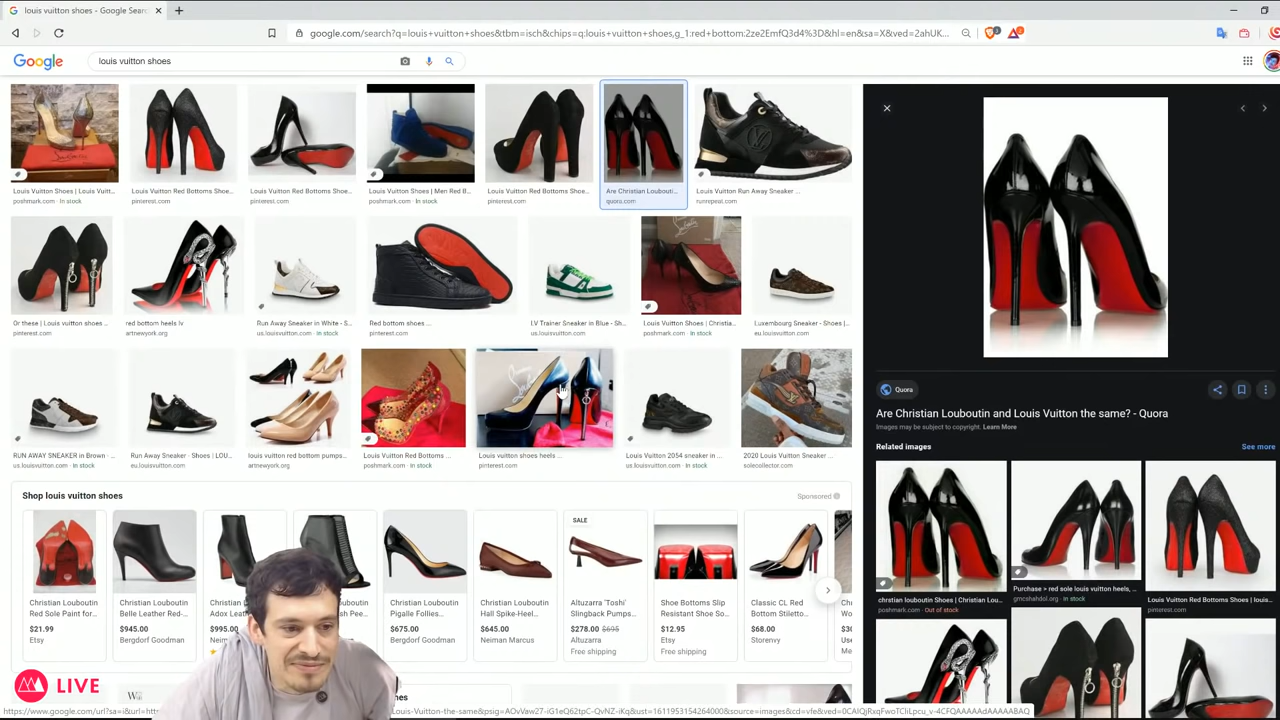 louis vuitton shoes - Google Sear
google.com/search?q=louis+vuitton+shoes&tbm=isch&chips=q:louis+vuitton+shoes,g_1:red+bottom:2ze2EmfQ3d4%3D&hl=en&sa=X&ved=2ahUK...
Google
louis vuitton shoes
Louis Vuitton Shoes | Louis Vuitt...
poshmark.com · In stock
Louis Vuitton Red Bottoms Shoe...
pinterest.com
Louis Vuitton Red Bottoms Shoe...
pinterest.com
Louis Vuitton Shoes | Men Red B...
poshmark.com · In stock
Louis Vuitton Red Bottoms Shoe...
pinterest.com
Are Christian Loubouti...
quora.com
Louis Vuitton Run Away Sneaker ...
runrepeat.com
Or these | Louis vuitton shoes ...
pinterest.com
red bottom heels lv
artnewyork.org
Run Away Sneaker in White - S...
us.louisvuitton.com · In stock
Red bottom shoes ...
pinterest.com
LV Trainer Sneaker in Blue - Sh...
us.louisvuitton.com · In stock
Louis Vuitton Shoes | Christia...
poshmark.com · In stock
Luxembourg Sneaker - Shoes | ...
eu.louisvuitton.com
RUN AWAY SNEAKER in Brown - ...
us.louisvuitton.com · In stock
Run Away Sneaker - Shoes | LOU...
eu.louisvuitton.com
louis vuitton red bottom pumps...
artnewyork.org
Louis Vuitton Red Bottoms ...
poshmark.com · In stock
Louis vuitton shoes heels ...
pinterest.com
Louis Vuitton 2054 sneaker in ...
us.louisvuitton.com · In stock
2020 Louis Vuitton Sneaker ...
solecollector.com
Shop louis vuitton shoes
Sponsored
SALE
Christian Louboutin
Red Sole Paint for...
$21.99
Etsy
Christian Louboutin
Belle Leather Red-...
$945.00
Bergdorf Goodman
Christian Louboutin
Adox Leath
$995.00
Neim
Christian Louboutin
sh Pee...
Christian Louboutin
Pigalle Follies...
$675.00
Bergdorf Goodman
Christian Louboutin
Hall Spike-Heel...
$645.00
Neiman Marcus
Altuzarra 'Toshi'
Slingback Pumps...
$278.00 $695
Altuzarra
Free shipping
Shoe Bottoms Slip
Resistant Shoe So...
$12.95
Etsy
Free shipping
Classic CL Red
Bottom Stiletto...
$68.00
Storenvy
Quora
Are Christian Louboutin and Louis Vuitton the same? - Quora
Images may be subject to copyright. Learn More
Related images
See more
christian louboutin Shoes | Christian Lou...
poshmark.com · Out of stock
Purchase > red sole louis vuitton heels, ...
gmcshahdol.org · In stock
Louis Vuitton Red Bottoms Shoes | louis...
pinterest.com
LIVE